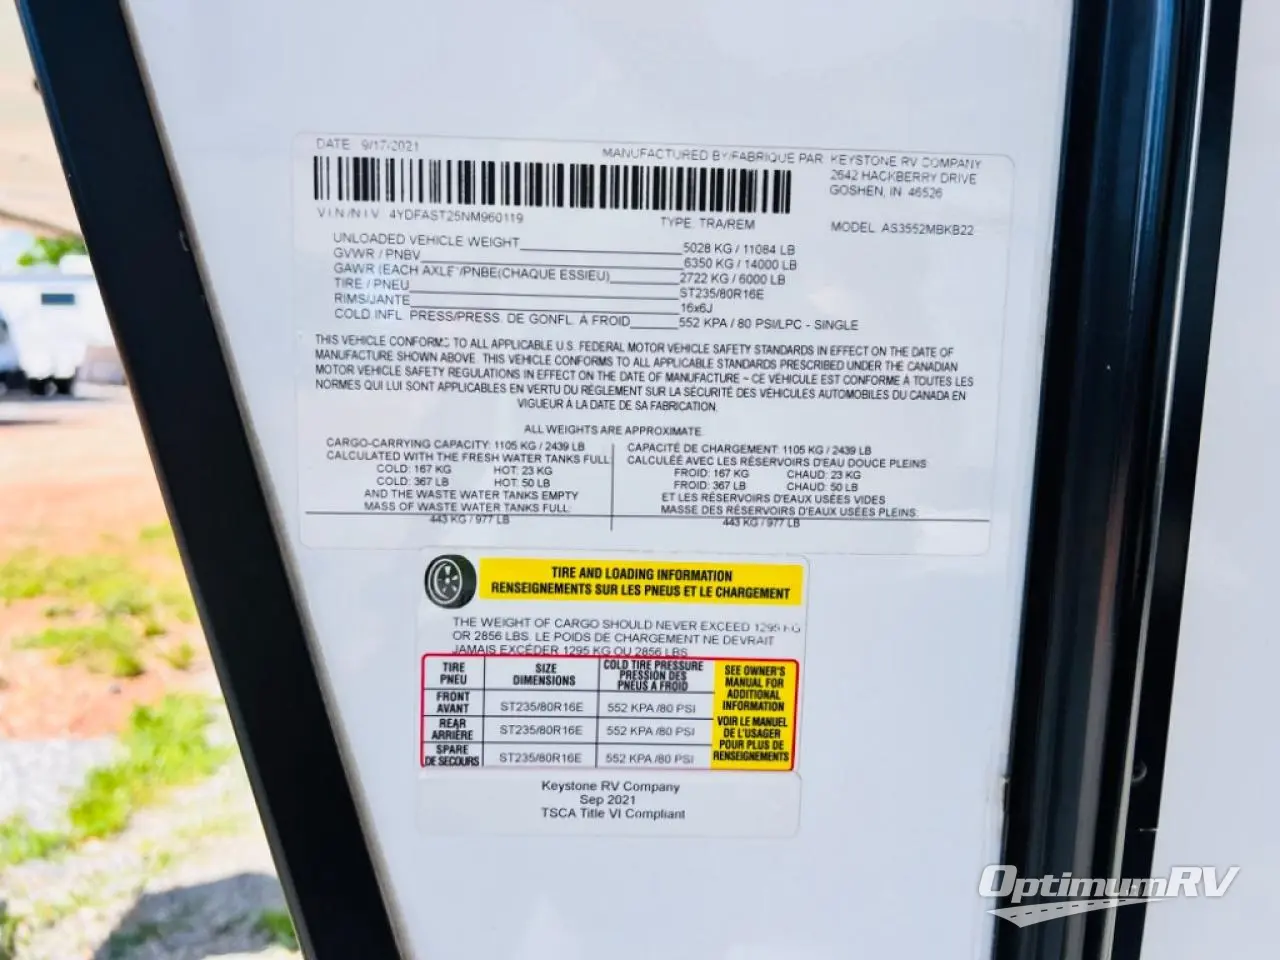 DATE 9/17/2021
MANUFACTURED BY/FABRIQUE PAR KEYSTONE RV COMPANY
2642 HACKBERRY DRIVE
GOSHEN, IN 46526
V I N /N I V 4YDFAST25NM960119
TYPE: TRA/REM
MODEL: AS3552MBKB22
UNLOADED VEHICLE WEIGHT 5028 KG / 11084 LB
GVWR / PNBV 6350 KG / 14000 LB
GAWR (EACH AXLE)/PNBE(CHAQUE ESSIEU) 2722 KG / 6000 LB
TIRE / PNEU ST235/80R16E
RIMS/JANTE 16x6J
COLD INFL. PRESS/PRESS. DE GONFL. À FROID 552 KPA / 80 PSI/LPC - SINGLE
THIS VEHICLE CONFORMS TO ALL APPLICABLE U.S. FEDERAL MOTOR VEHICLE SAFETY STANDARDS IN EFFECT ON THE DATE OF
MANUFACTURE SHOWN ABOVE. THIS VEHICLE CONFORMS TO ALL APPLICABLE STANDARDS PRESCRIBED UNDER THE CANADIAN
MOTOR VEHICLE SAFETY REGULATIONS IN EFFECT ON THE DATE OF MANUFACTURE ~ CE VÉHICULE EST CONFORME À TOUTES LES
NORMES QUI LUI SONT APPLICABLES EN VERTU DU RÈGLEMENT SUR LA SÉCURITÉ DES VÉHICULES AUTOMOBILES DU CANADA EN
VIGUEUR À LA DATE DE SA FABRICATION.
ALL WEIGHTS ARE APPROXIMATE.
CARGO-CARRYING CAPACITY: 1105 KG / 2439 LB
CALCULATED WITH THE FRESH WATER TANKS FULL
COLD: 167 KG HOT: 23 KG
COLD: 367 LB HOT: 50 LB
AND THE WASTE WATER TANKS EMPTY
MASS OF WASTE WATER TANKS FULL:
443 KG / 977 LB
CAPACITÉ DE CHARGEMENT: 1105 KG / 2439 LB
CALCULÉE AVEC LES RÉSERVOIRS D'EAU DOUCE PLEINS
FROID: 167 KG CHAUD: 23 KG
FROID: 367 LB CHAUD: 50 LB
ET LES RÉSERVOIRS D'EAUX USÉES VIDES
MASSE DES RÉSERVOIRS D'EAUX USÉES PLEINS:
443 KG / 977 LB
TIRE AND LOADING INFORMATION
RENSEIGNEMENTS SUR LES PNEUS ET LE CHARGEMENT
THE WEIGHT OF CARGO SHOULD NEVER EXCEED 1295 KG
OR 2856 LBS. LE POIDS DE CHARGEMENT NE DEVRAIT
JAMAIS EXCÉDER 1295 KG OU 2856 LBS.
TIRE SIZE COLD TIRE PRESSURE
PNEU DIMENSIONS PRESSION DES
PNEUS A FROID
FRONT
AVANT ST235/80R16E 552 KPA /80 PSI
REAR
ARRIÈRE ST235/80R16E 552 KPA /80 PSI
SPARE
DE SECOURS ST235/80R16E 552 KPA /80 PSI
SEE OWNER'S
MANUAL FOR
ADDITIONAL
INFORMATION
VOIR LE MANUEL
DE L'USAGER
POUR PLUS DE
RENSEIGNEMENTS
Keystone RV Company
Sep 2021
TSCA Title VI Compliant
OptimumRV